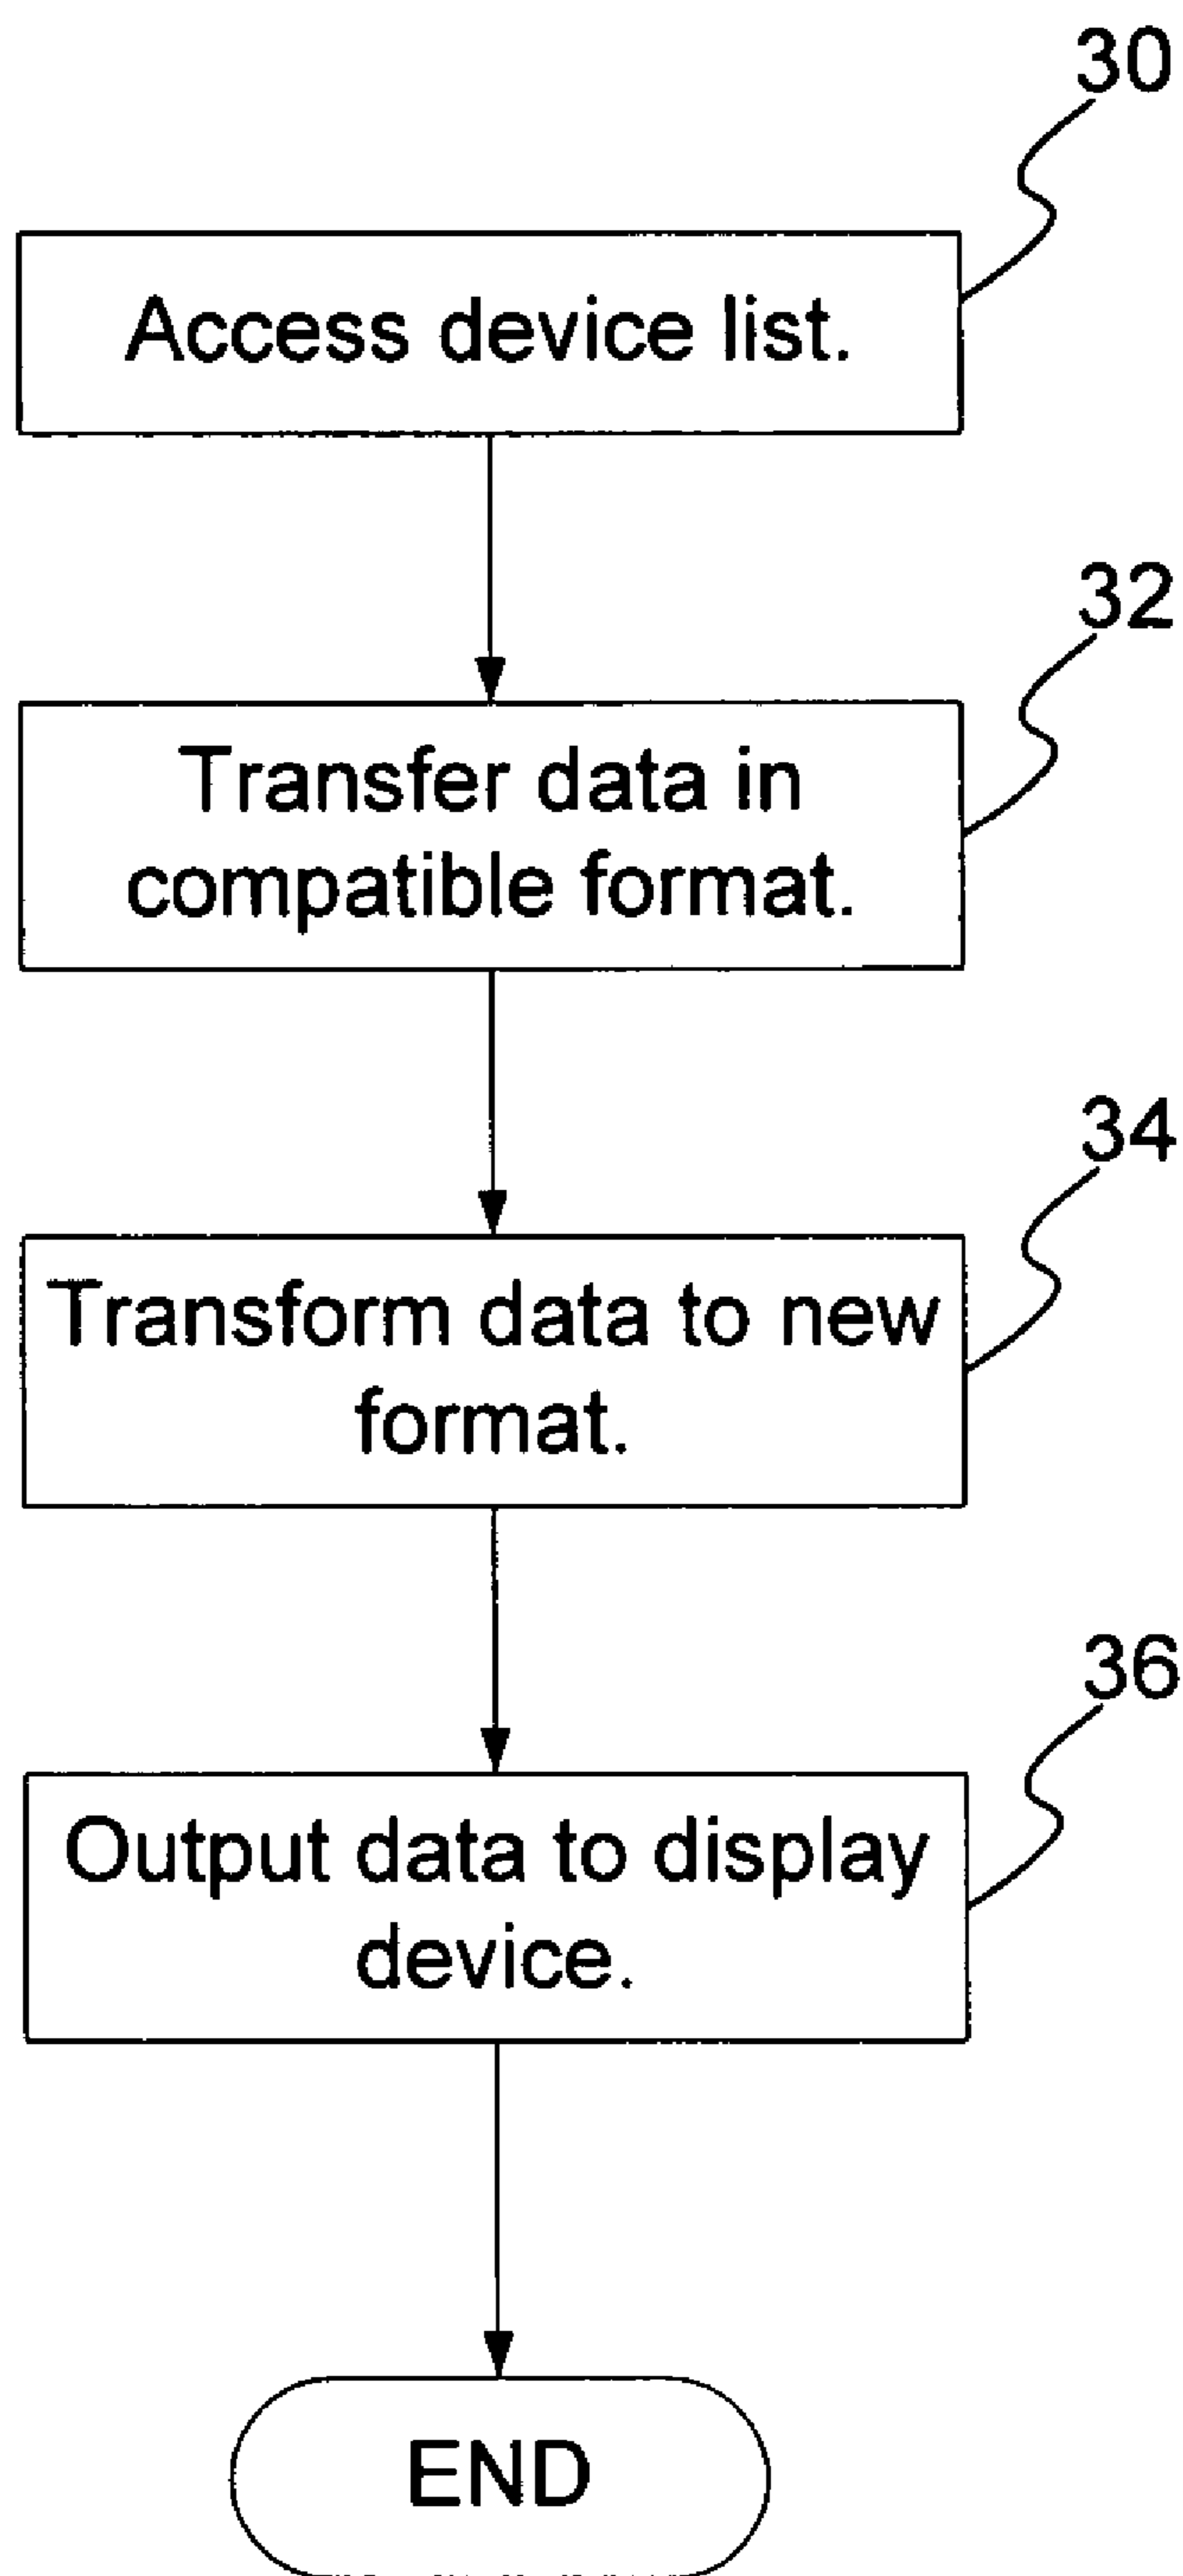 30
Access device list.
32
Transfer data in
compatible format.
34
Transform data to new
format.
36
Output data to display
device.
END